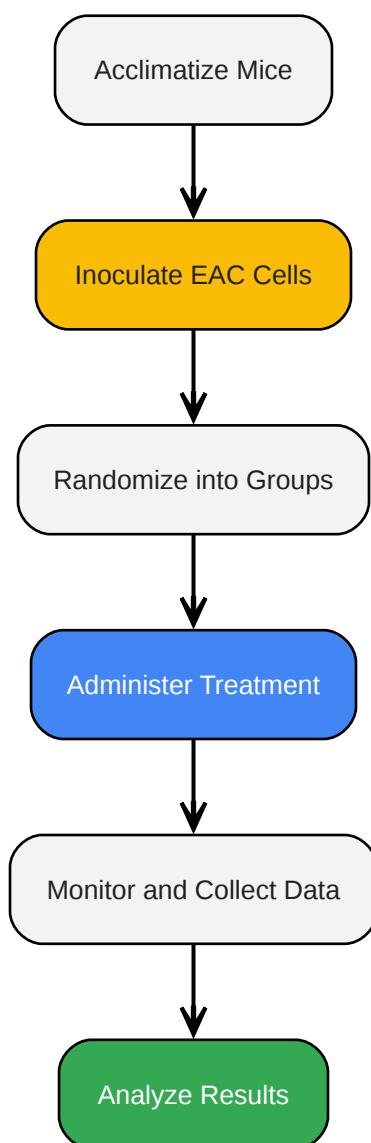 Acclimatize Mice
Inoculate EAC Cells
Randomize into Groups
Administer Treatment
Monitor and Collect Data
Analyze Results